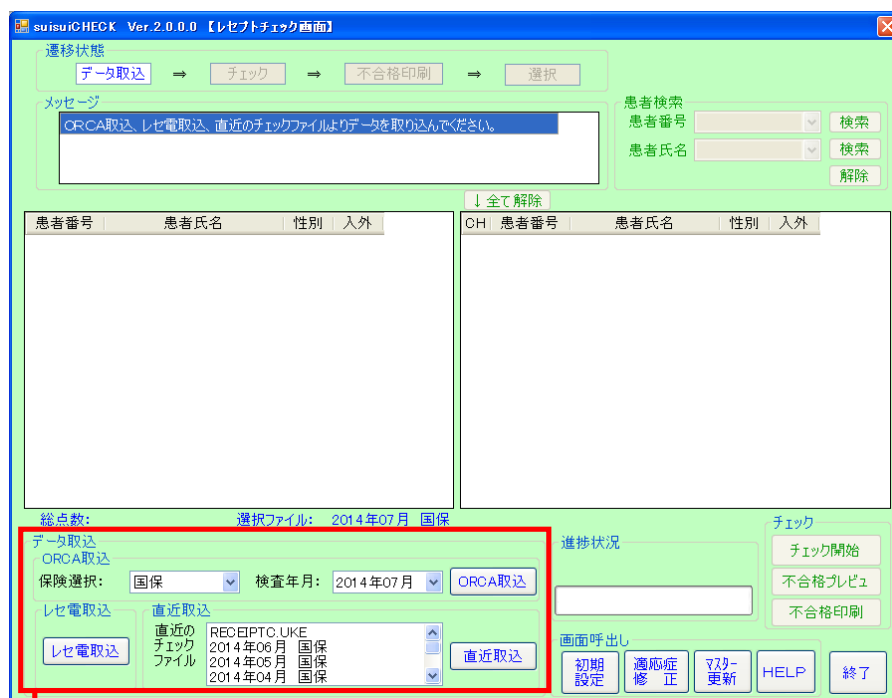 suisuiCHECK Ver.2.0.0.0 【レセプトチェック画面】
遷移状態
データ取込 ⇒ チェック ⇒ 不合格印刷 ⇒ 選択
メッセージ
ORCA取込、レセ電取込、直近のチェックファイルよりデータを取り込んでください。
患者検索
患者番号 検索
患者氏名 検索
解除
↓全て解除
患者番号 患者氏名 性別 入外
CH 患者番号 患者氏名 性別 入外
総点数: 選択ファイル: 2014年07月 国保
データ取込
ORCA取込
保険選択: 国保 検査年月: 2014年07月 ORCA取込
レセ電取込
レセ電取込
直近取込
直近の
チェック
ファイル
RECEIPTC.UKE
2014年06月 国保
2014年05月 国保
2014年04月 国保
直近取込
進捗状況
チェック
チェック開始
不合格プレビュ
不合格印刷
画面呼出し
初期
設定
適応症
修 正
マスター
更新
HELP
終了